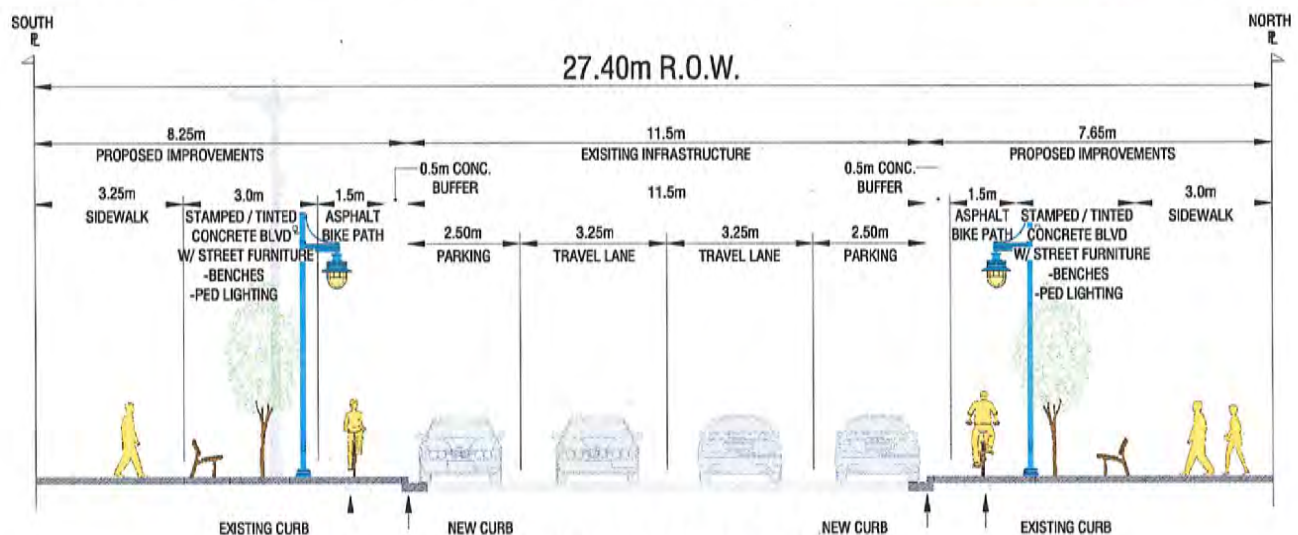 SOUTH
PL
NORTH
PL
27.40m R.O.W.
8.25m
PROPOSED IMPROVEMENTS
11.5m
EXISITING INFRASTRUCTURE
7.65m
PROPOSED IMPROVEMENTS
0.5m CONC.
BUFFER
0.5m CONC.
BUFFER
3.25m
SIDEWALK
3.0m
STAMPED / TINTED
CONCRETE BLVD
W/ STREET FURNITURE
-BENCHES
-PED LIGHTING
1.5m
ASPHALT
BIKE PATH
11.5m
2.50m
PARKING
3.25m
TRAVEL LANE
3.25m
TRAVEL LANE
2.50m
PARKING
1.5m
ASPHALT
BIKE PATH
STAMPED / TINTED
CONCRETE BLVD
W/ STREET FURNITURE
-BENCHES
-PED LIGHTING
3.0m
SIDEWALK
EXISTING CURB
NEW CURB
NEW CURB
EXISTING CURB